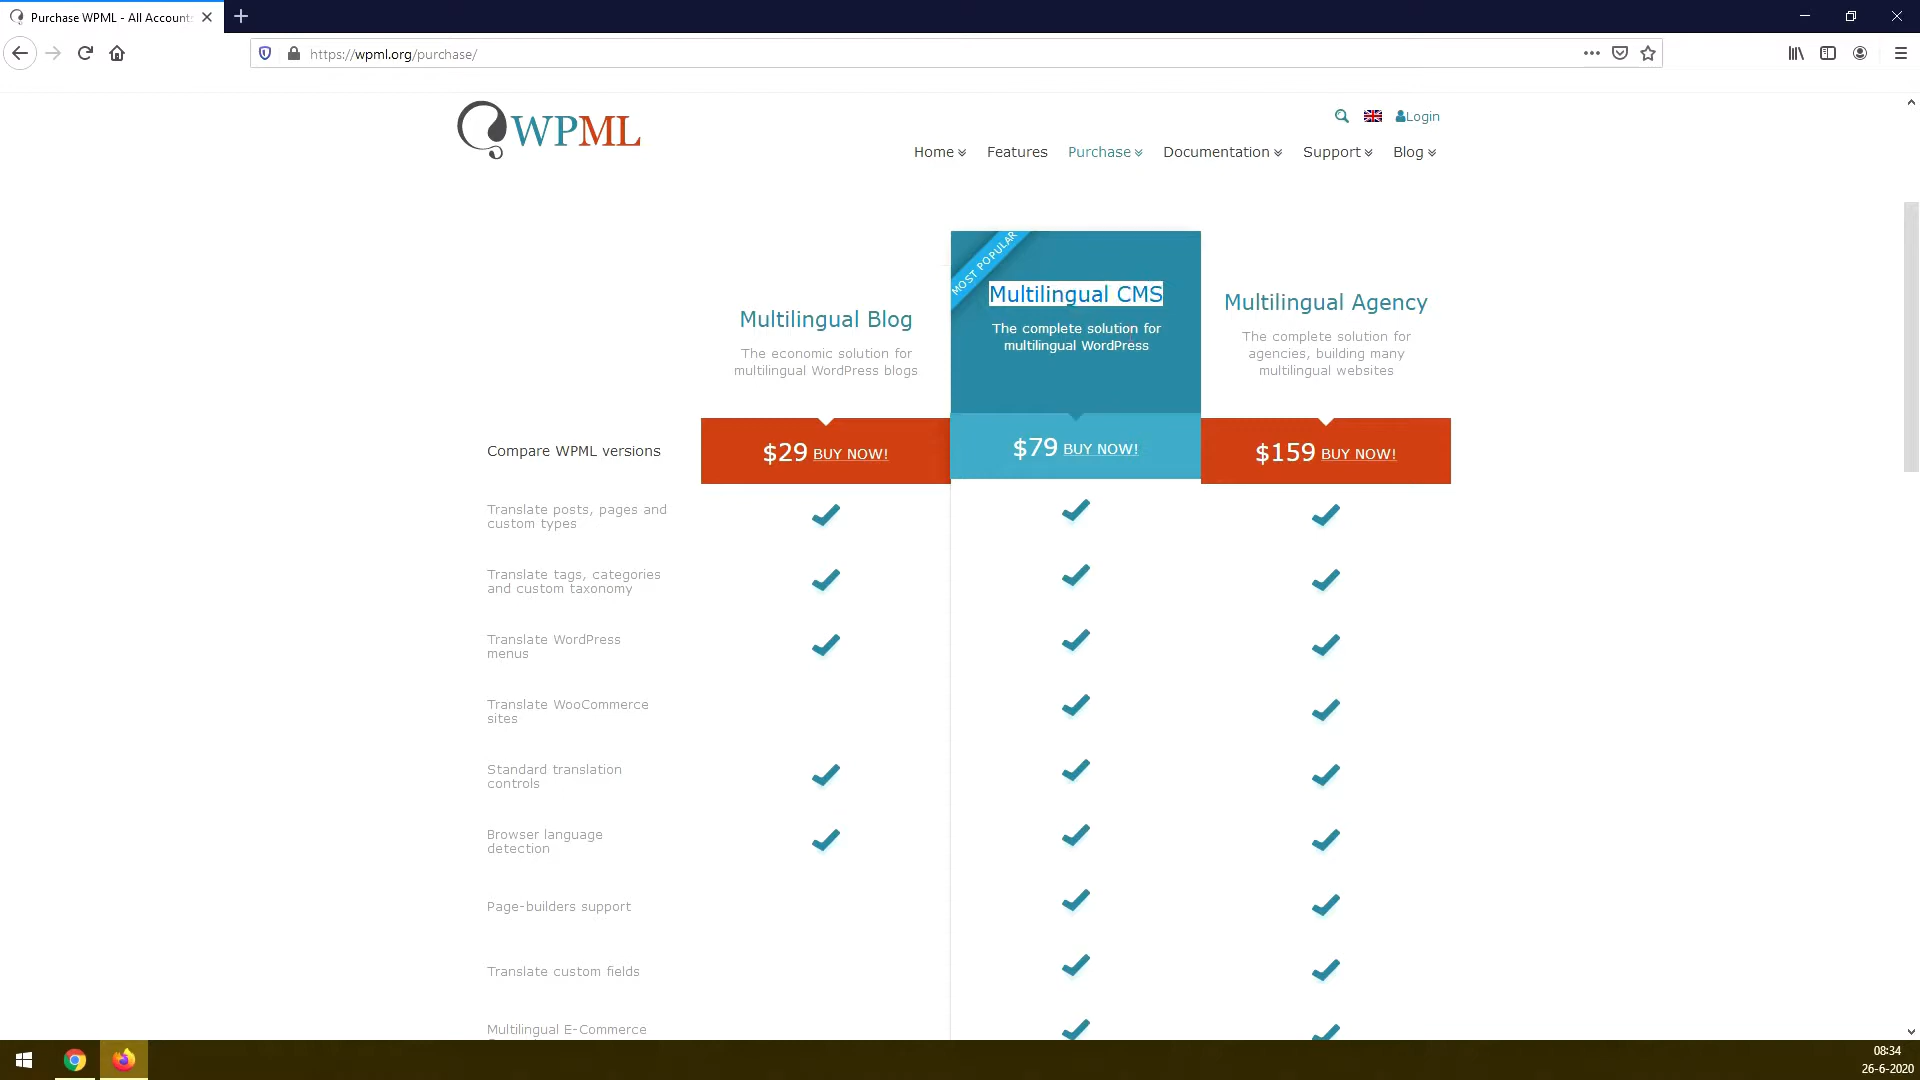 Purchase WPML - All Account
https://wpml.org/purchase/
WPML
Login
Home
Features
Purchase
Documentation
Support
Blog
MOST POPULAR
Multilingual Blog
The economic solution for
multilingual WordPress blogs
Multilingual CMS
The complete solution for
multilingual WordPress
Multilingual Agency
The complete solution for
agencies, building many
multilingual websites
Compare WPML versions
$29 BUY NOW!
$79 BUY NOW!
$159 BUY NOW!
Translate posts, pages and
custom types
Translate tags, categories
and custom taxonomy
Translate WordPress
menus
Translate WooCommerce
sites
Standard translation
controls
Browser language
detection
Page-builders support
Translate custom fields
Multilingual E-Commerce
08:34
26-6-2020